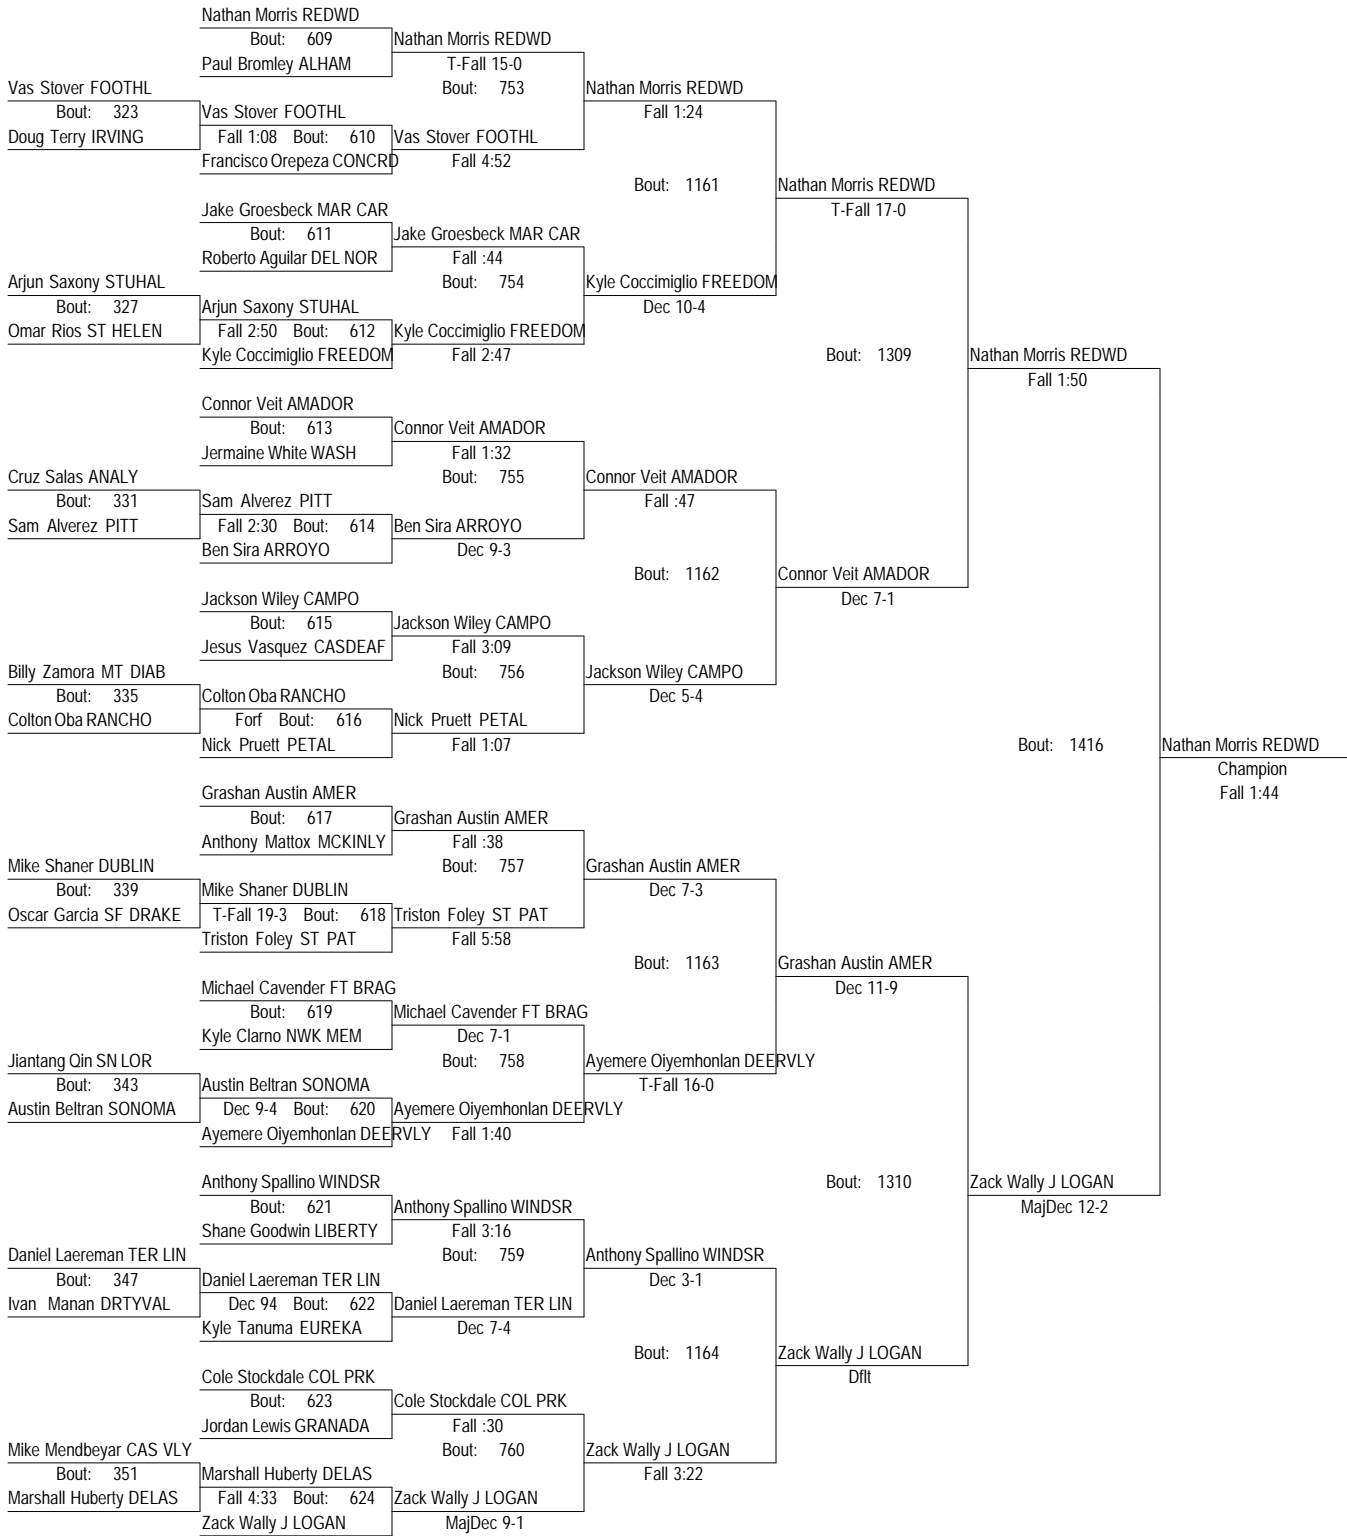 Nathan Morris REDWD
Bout: 609 Nathan Morris REDWD
Paul Bromley ALHAM T-Fall 15-0
Vas Stover FOOTHL Bout: 753 Nathan Morris REDWD
Bout: 323 Vas Stover FOOTHL Fall 1:24
Doug Terry IRVING Fall 1:08 Bout: 610 Vas Stover FOOTHL
Francisco Orepeza CONCRD Fall 4:52
Bout: 1161 Nathan Morris REDWD
Jake Groesbeck MAR CAR T-Fall 17-0
Bout: 611 Jake Groesbeck MAR CAR
Roberto Aguilar DEL NOR Fall :44
Arjun Saxony STUHAL Bout: 754 Kyle Coccimiglio FREEDOM
Bout: 327 Arjun Saxony STUHAL Dec 10-4
Omar Rios ST HELEN Fall 2:50 Bout: 612 Kyle Coccimiglio FREEDOM
Kyle Coccimiglio FREEDOM Fall 2:47 Bout: 1309 Nathan Morris REDWD
Fall 1:50
Connor Veit AMADOR
Bout: 613 Connor Veit AMADOR
Jermaine White WASH Fall 1:32
Cruz Salas ANALY Bout: 755 Connor Veit AMADOR
Bout: 331 Sam Alverez PITT Fall :47
Sam Alverez PITT Fall 2:30 Bout: 614 Ben Sira ARROYO
Ben Sira ARROYO Dec 9-3
Bout: 1162 Connor Veit AMADOR
Jackson Wiley CAMPO Dec 7-1
Bout: 615 Jackson Wiley CAMPO
Jesus Vasquez CASDEAF Fall 3:09
Billy Zamora MT DIAB Bout: 756 Jackson Wiley CAMPO
Bout: 335 Colton Oba RANCHO Dec 5-4
Colton Oba RANCHO Forf Bout: 616 Nick Pruett PETAL
Nick Pruett PETAL Fall 1:07 Bout: 1416 Nathan Morris REDWD
Champion
Grashan Austin AMER Fall 1:44
Bout: 617 Grashan Austin AMER
Anthony Mattox MCKINLY Fall :38
Mike Shaner DUBLIN Bout: 757 Grashan Austin AMER
Bout: 339 Mike Shaner DUBLIN Dec 7-3
Oscar Garcia SF DRAKE T-Fall 19-3 Bout: 618 Triston Foley ST PAT
Triston Foley ST PAT Fall 5:58
Bout: 1163 Grashan Austin AMER
Michael Cavender FT BRAG Dec 11-9
Bout: 619 Michael Cavender FT BRAG
Kyle Clarno NWK MEM Dec 7-1
Jiantang Qin SN LOR Bout: 758 Ayemere Oiyemhonlan DEERVLY
Bout: 343 Austin Beltran SONOMA T-Fall 16-0
Austin Beltran SONOMA Dec 9-4 Bout: 620 Ayemere Oiyemhonlan DEERVLY
Ayemere Oiyemhonlan DEERVLY Fall 1:40
Anthony Spallino WINDSR Bout: 1310 Zack Wally J LOGAN
Bout: 621 Anthony Spallino WINDSR MajDec 12-2
Shane Goodwin LIBERTY Fall 3:16
Daniel Laereman TER LIN Bout: 759 Anthony Spallino WINDSR
Bout: 347 Daniel Laereman TER LIN Dec 3-1
Ivan Manan DRTYVAL Dec 94 Bout: 622 Daniel Laereman TER LIN
Kyle Tanuma EUREKA Dec 7-4
Bout: 1164 Zack Wally J LOGAN
Cole Stockdale COL PRK Dflt
Bout: 623 Cole Stockdale COL PRK
Jordan Lewis GRANADA Fall :30
Mike Mendbeyar CAS VLY Bout: 760 Zack Wally J LOGAN
Bout: 351 Marshall Huberty DELAS Fall 3:22
Marshall Huberty DELAS Fall 4:33 Bout: 624 Zack Wally J LOGAN
Zack Wally J LOGAN MajDec 9-1